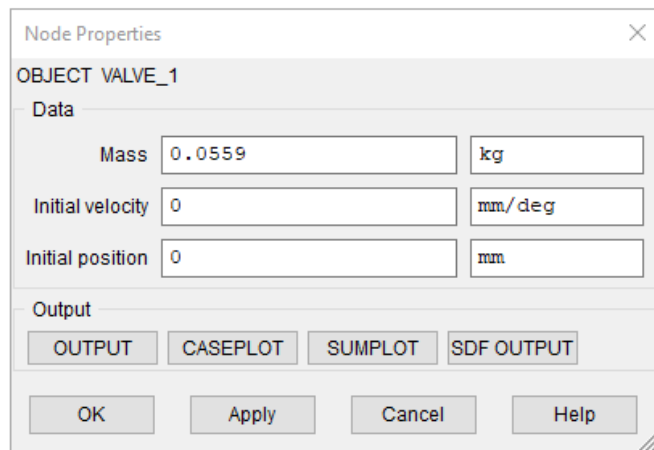 Node Properties
OBJECT VALVE_1
Data
Mass 0.0559 kg
Initial velocity 0 mm/deg
Initial position 0 mm
Output
OUTPUT CASEPLOT SUMPLOT SDF OUTPUT
OK Apply Cancel Help